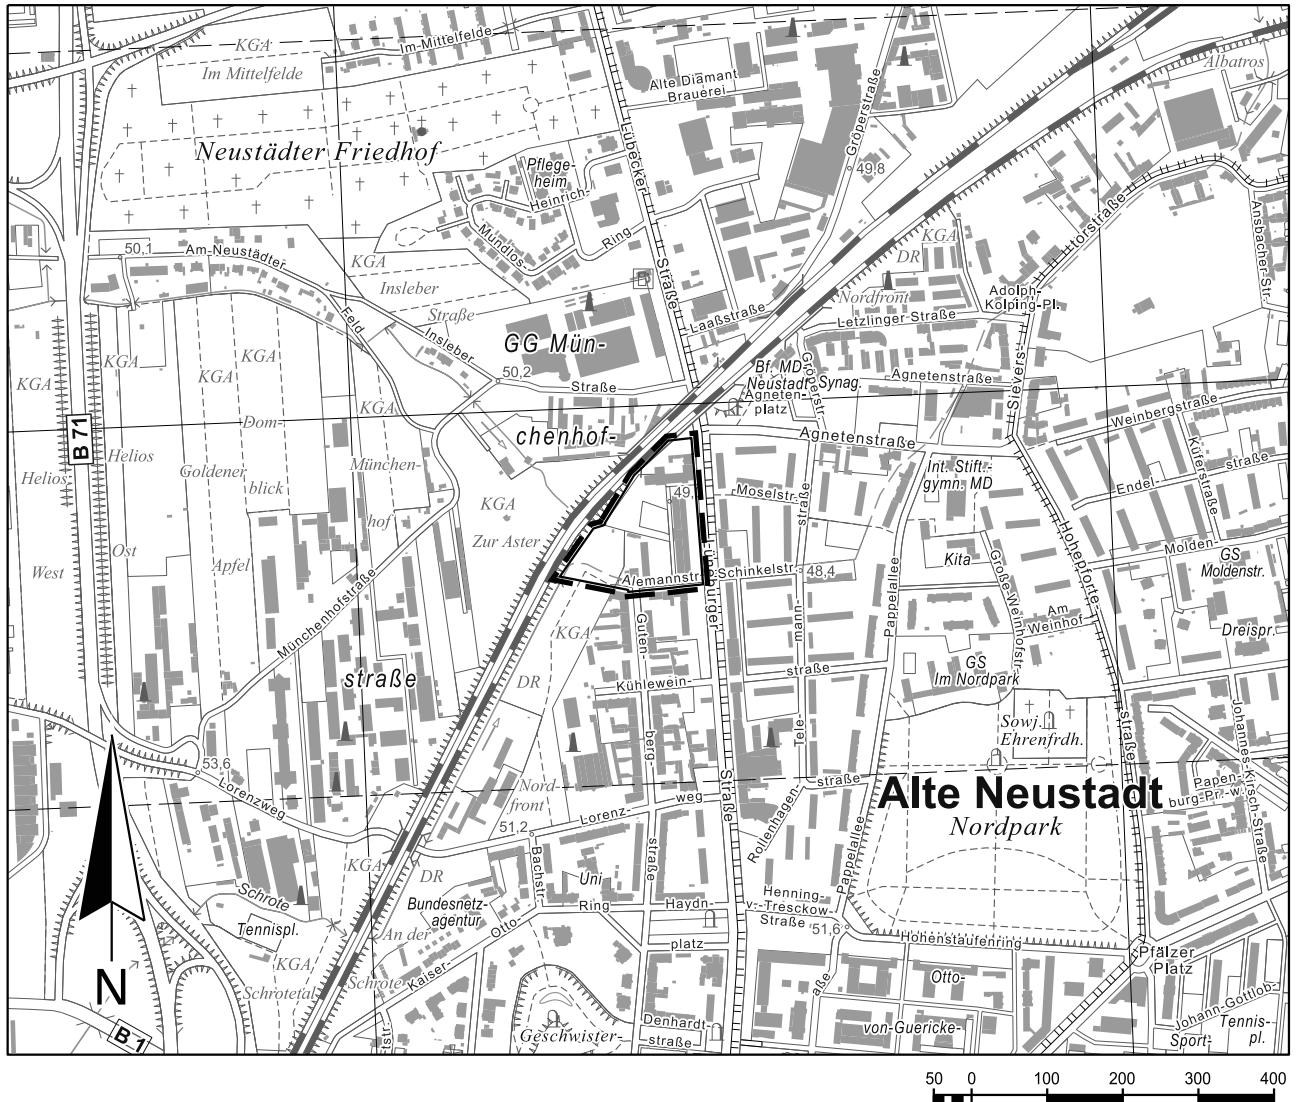 KGA
Im Mittelfelde
Im-Mittelfelde
Alte Diamant
Brauerei
Gröperstraße
Albatros
Neustädter Friedhof
Pflege-
heim
Heinrich-
Mundlos-
Ring
Lübecker
Straße
49,8
Htorstraße
Ansbacher-Str.
50,1
Am-Neustädter
Feld
KGA
Insleber
Straße
KGA
DR
Nordfront
Adolph-
Kolping-Pl.
Letzlinger-Straße
Laaßstraße
P
GG Mün-
chenhof-
straße
Insleber
50,2
Straße
Bf. MD-
Neustadt
Agneten-
platz
Synag.
Gröperstr.
Agnetenstraße
Agnetenstraße
Sievers-
Weinbergstraße
Küferstraße
straße
Endel-
Molden-
GS
Moldenstr.
Dreispr.
KGA
KGA
KGA
KGA
KGA
B 71
Helios
West
Helios
Ost
Goldener
Apfel
Dom-
blick
München-
hof
KGA
Zur Aster
Münchenhofstraße
49,
Moselstr.
straße
Int. Stift.-
gymn. MD
Kita
Große-Weinhofstr.
Am
Weinhof
Hohepforte-
straße
Alemannstr.
Schinkelstr.
48,4
Pappelallee
mann-
Tele-
straße
GS
Im Nordpark
KGA
DR
Guten-
berg-
straße
Kühlewein-
Sowj.
Ehrenfrdh.
Alte Neustadt
Nordpark
53,6
Lorenzweg
Nord-
front
51,2
Lorenz-
weg
Straße
straße
Rollenhagen-
Pappelallee
Johannes-Kirsch-Straße
Papen-
burg-Pr.-w.
KGA
DR
Bachstr.
Uni
Ring
Haydn-
platz
Henning-
v.-Tresckow
Straße
51,6
Hohenstaufenring
Pfälzer
Platz
Schrote
Tennispl.
KGA
Schrotetal
An der
Schrote
Bundesnetz-
agentur
Kaiser-
Otto-
Geschwister-
Denhardt-
straße
Otto-
von-Guericke-
Johann-Gottlob-
Tennis-
pl.
Sport-
N
B 1
50 0 100 200 300 400